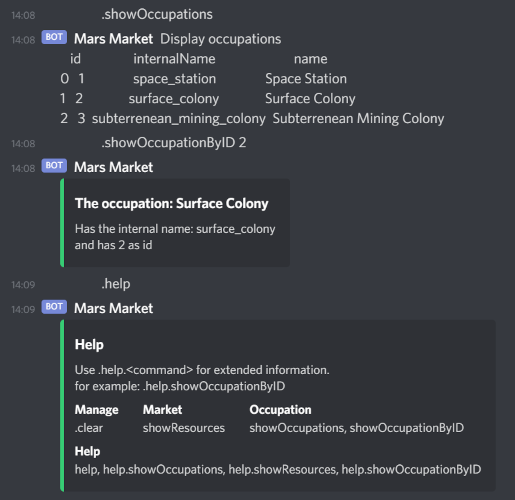 14:08 .showOccupations
14:08 BOT Mars Market Display occupations
id internalName name
0 1 space_station Space Station
1 2 surface_colony Surface Colony
2 3 subterrenean_mining_colony Subterrenean Mining Colony
14:08 .showOccupationByID 2
14:08 BOT Mars Market
The occupation: Surface Colony
Has the internal name: surface_colony
and has 2 as id
14:09 .help
14:09 BOT Mars Market
Help
Use .help.<command> for extended information.
for example: .help.showOccupationByID
Manage Market Occupation
.clear showResources showOccupations, showOccupationByID
Help
help, help.showOccupations, help.showResources, help.showOccupationByID